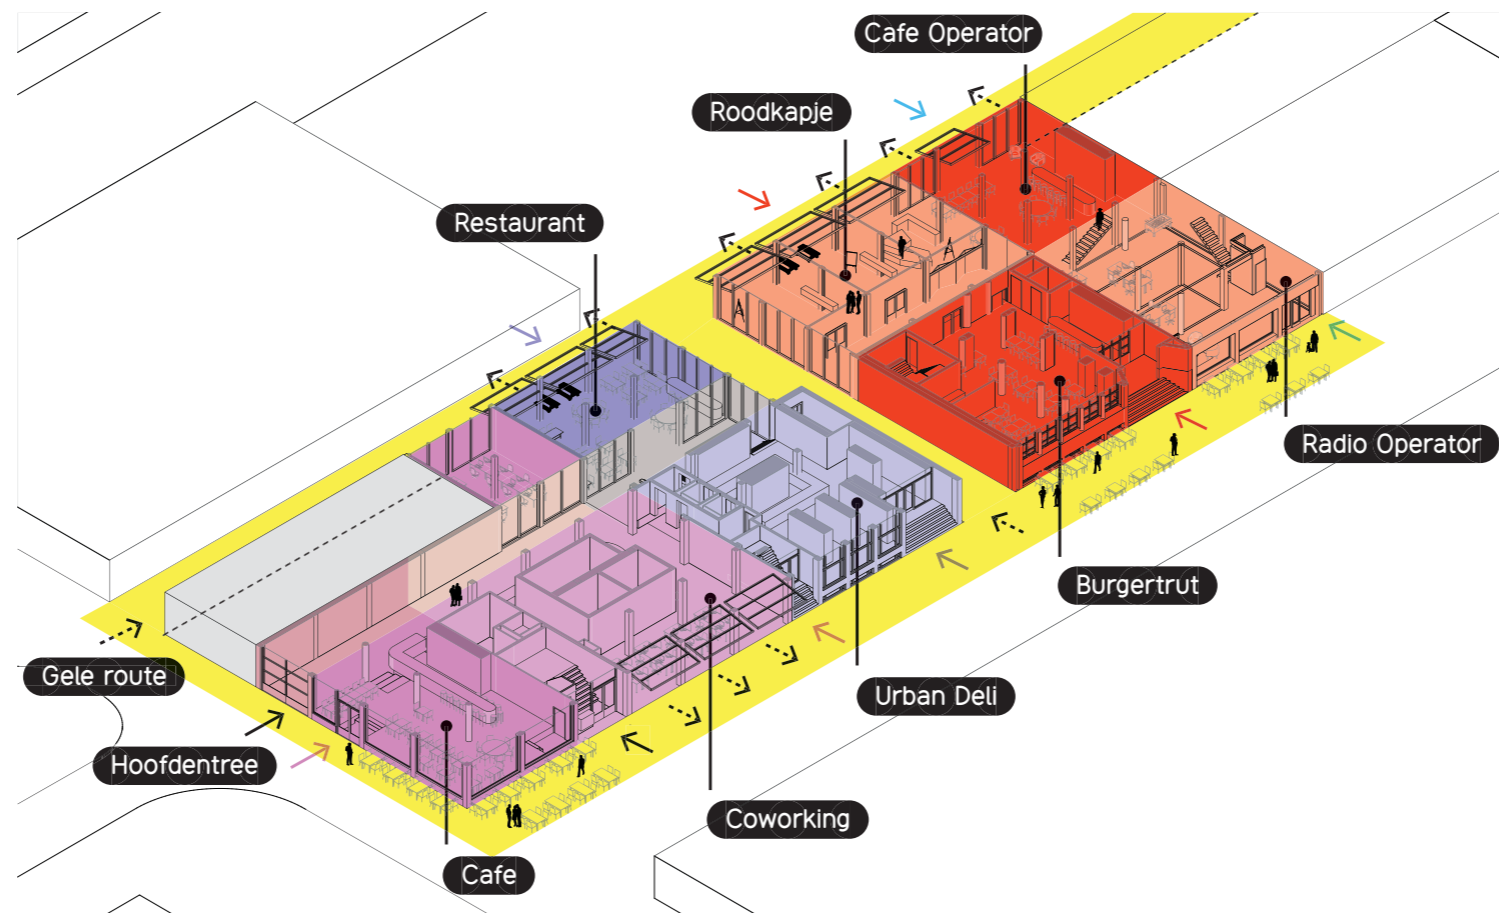 Cafe Operator
Roodkapje
Restaurant
Radio Operator
Burgertrut
Gele route
Urban Deli
Hoofdentree
Coworking
Cafe